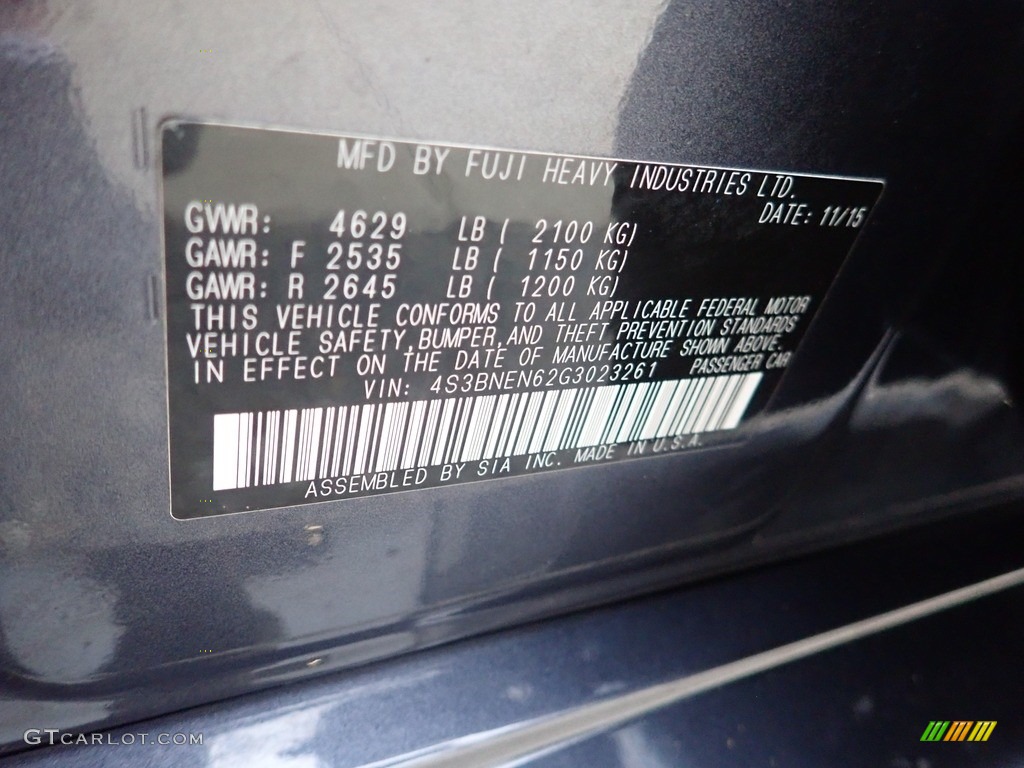 MFD BY FUJI HEAVY INDUSTRIES LTD.
DATE: 11/15
GVWR: 4629 LB ( 2100 KG)
GAWR: F 2535 LB ( 1150 KG)
GAWR: R 2645 LB ( 1200 KG)
THIS VEHICLE CONFORMS TO ALL APPLICABLE FEDERAL MOTOR
VEHICLE SAFETY, BUMPER, AND THEFT PREVENTION STANDARDS
IN EFFECT ON THE DATE OF MANUFACTURE SHOWN ABOVE.
VIN: 4S3BNEN62G3023261 PASSENGER CAR
ASSEMBLED BY SIA INC. MADE IN U.S.A.
GTCARLOT.COM